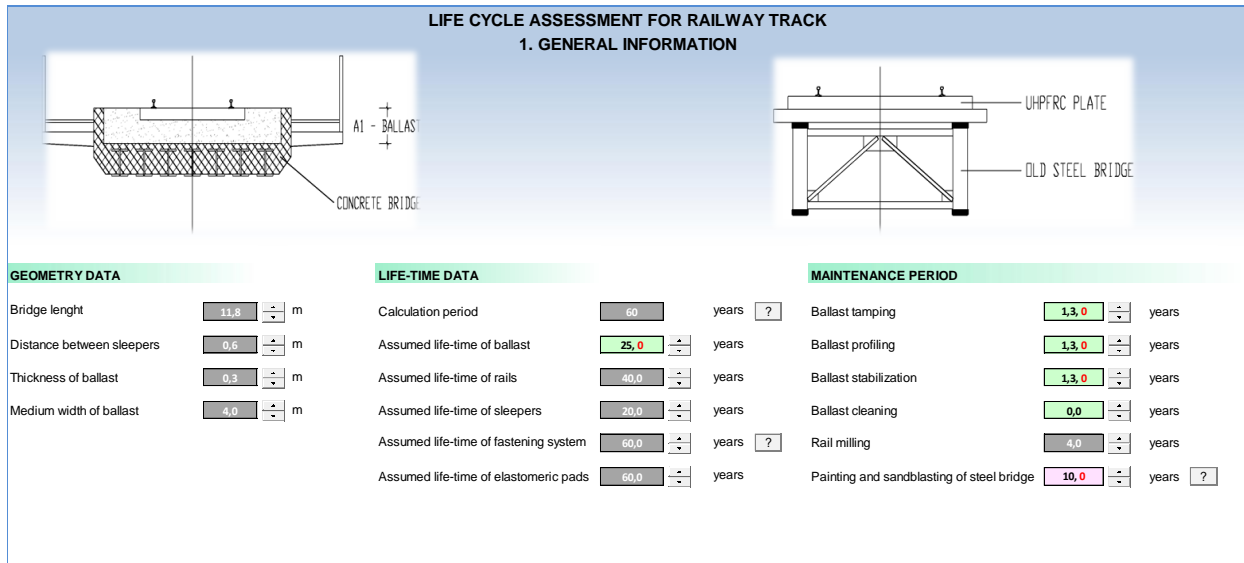 LIFE CYCLE ASSESSMENT FOR RAILWAY TRACK
1. GENERAL INFORMATION
A1 - BALLAST
CONCRETE BRIDGE
UHPFRC PLATE
OLD STEEL BRIDGE
GEOMETRY DATA
Bridge lenght 11,8 m
Distance between sleepers 0,6 m
Thickness of ballast 0,3 m
Medium width of ballast 4,0 m
LIFE-TIME DATA
Calculation period 60 years ?
Assumed life-time of ballast 25, 0 years
Assumed life-time of rails 40,0 years
Assumed life-time of sleepers 20,0 years
Assumed life-time of fastening system 60,0 years ?
Assumed life-time of elastomeric pads 60,0 years
MAINTENANCE PERIOD
Ballast tamping 1,3, 0 years
Ballast profiling 1,3, 0 years
Ballast stabilization 1,3, 0 years
Ballast cleaning 0,0 years
Rail milling 4,0 years
Painting and sandblasting of steel bridge 10, 0 years ?